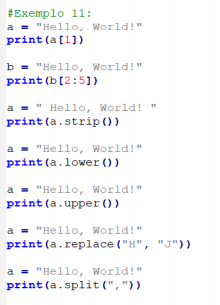 #Exemplo 11:
a = "Hello, World!"
print(a[1])
b = "Hello, World!"
print(b[2:5])
a = " Hello, World! "
print(a.strip())
a = "Hello, World!"
print(a.lower())
a = "Hello, World!"
print(a.upper())
a = "Hello, World!"
print(a.replace("H", "J"))
a = "Hello, World!"
print(a.split(","))